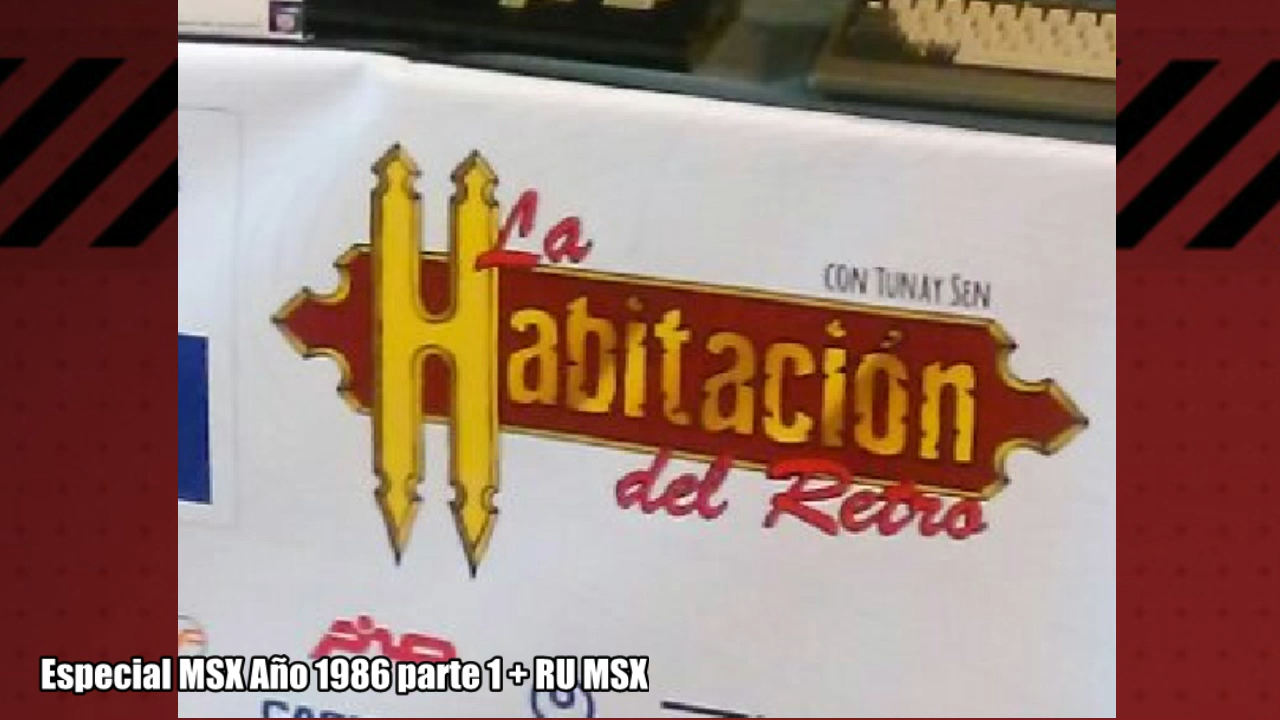 La
CON TUNAY SEN
Habitación
del Retro
Especial MSX Año 1986 parte 1 + RU MSX